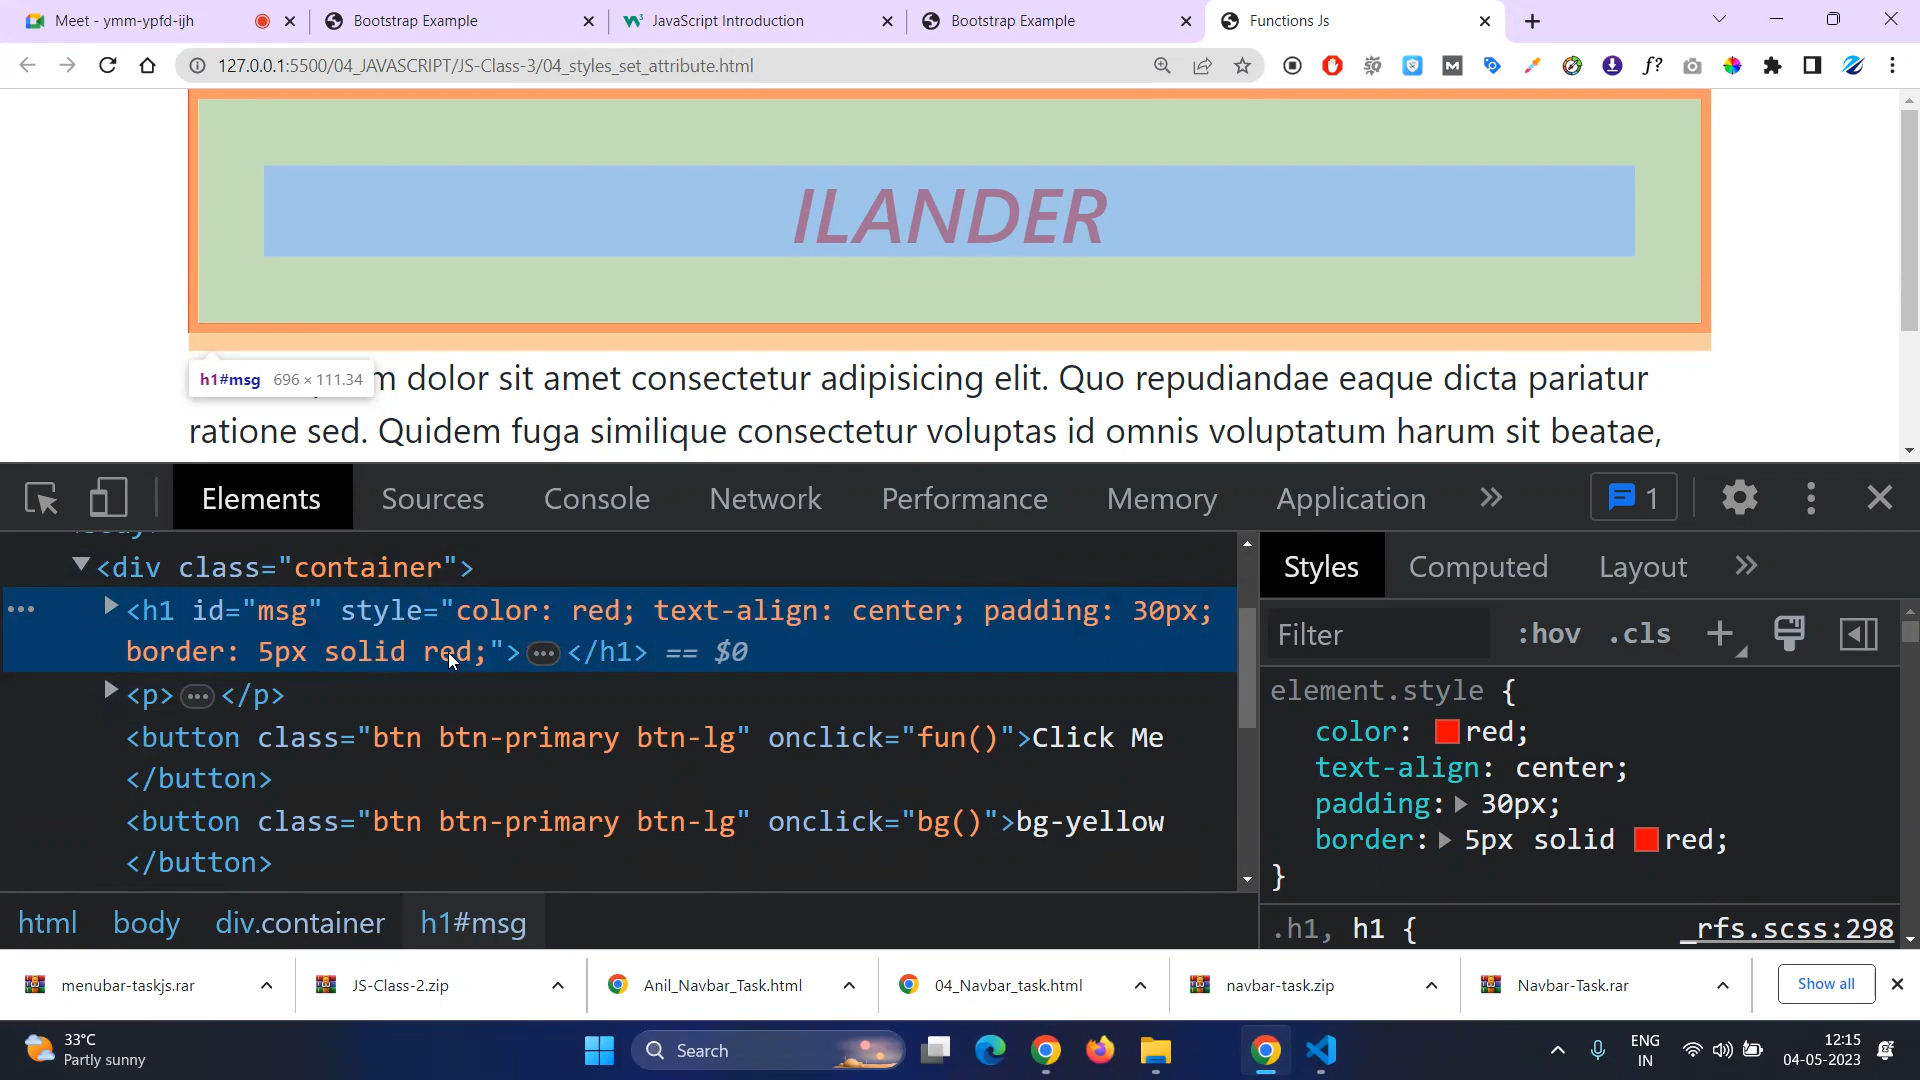 Meet - ymm-ypfd-ijh
Bootstrap Example
JavaScript Introduction
Bootstrap Example
Functions Js
127.0.0.1:5500/04_JAVASCRIPT/JS-Class-3/04_styles_set_attribute.html
f?
ILANDER
h1#msg 696 × 111.34
m dolor sit amet consectetur adipisicing elit. Quo repudiandae eaque dicta pariatur
ratione sed. Quidem fuga similique consectetur voluptas id omnis voluptatum harum sit beatae,
Elements Sources Console Network Performance Memory Application » 1
<div class="container">
<h1 id="msg" style="color: red; text-align: center; padding: 30px;
border: 5px solid red;">…</h1> == $0
<p>…</p>
<button class="btn btn-primary btn-lg" onclick="fun()">Click Me
</button>
<button class="btn btn-primary btn-lg" onclick="bg()">bg-yellow
</button>
html body div.container h1#msg
Styles Computed Layout »
Filter :hov .cls +
element.style {
color: red;
text-align: center;
padding: 30px;
border: 5px solid red;
}
.h1, h1 {
_rfs.scss:298
menubar-taskjs.rar
JS-Class-2.zip
Anil_Navbar_Task.html
04_Navbar_task.html
navbar-task.zip
Navbar-Task.rar
Show all
33°C
Partly sunny
Search
ENG
IN
12:15
04-05-2023